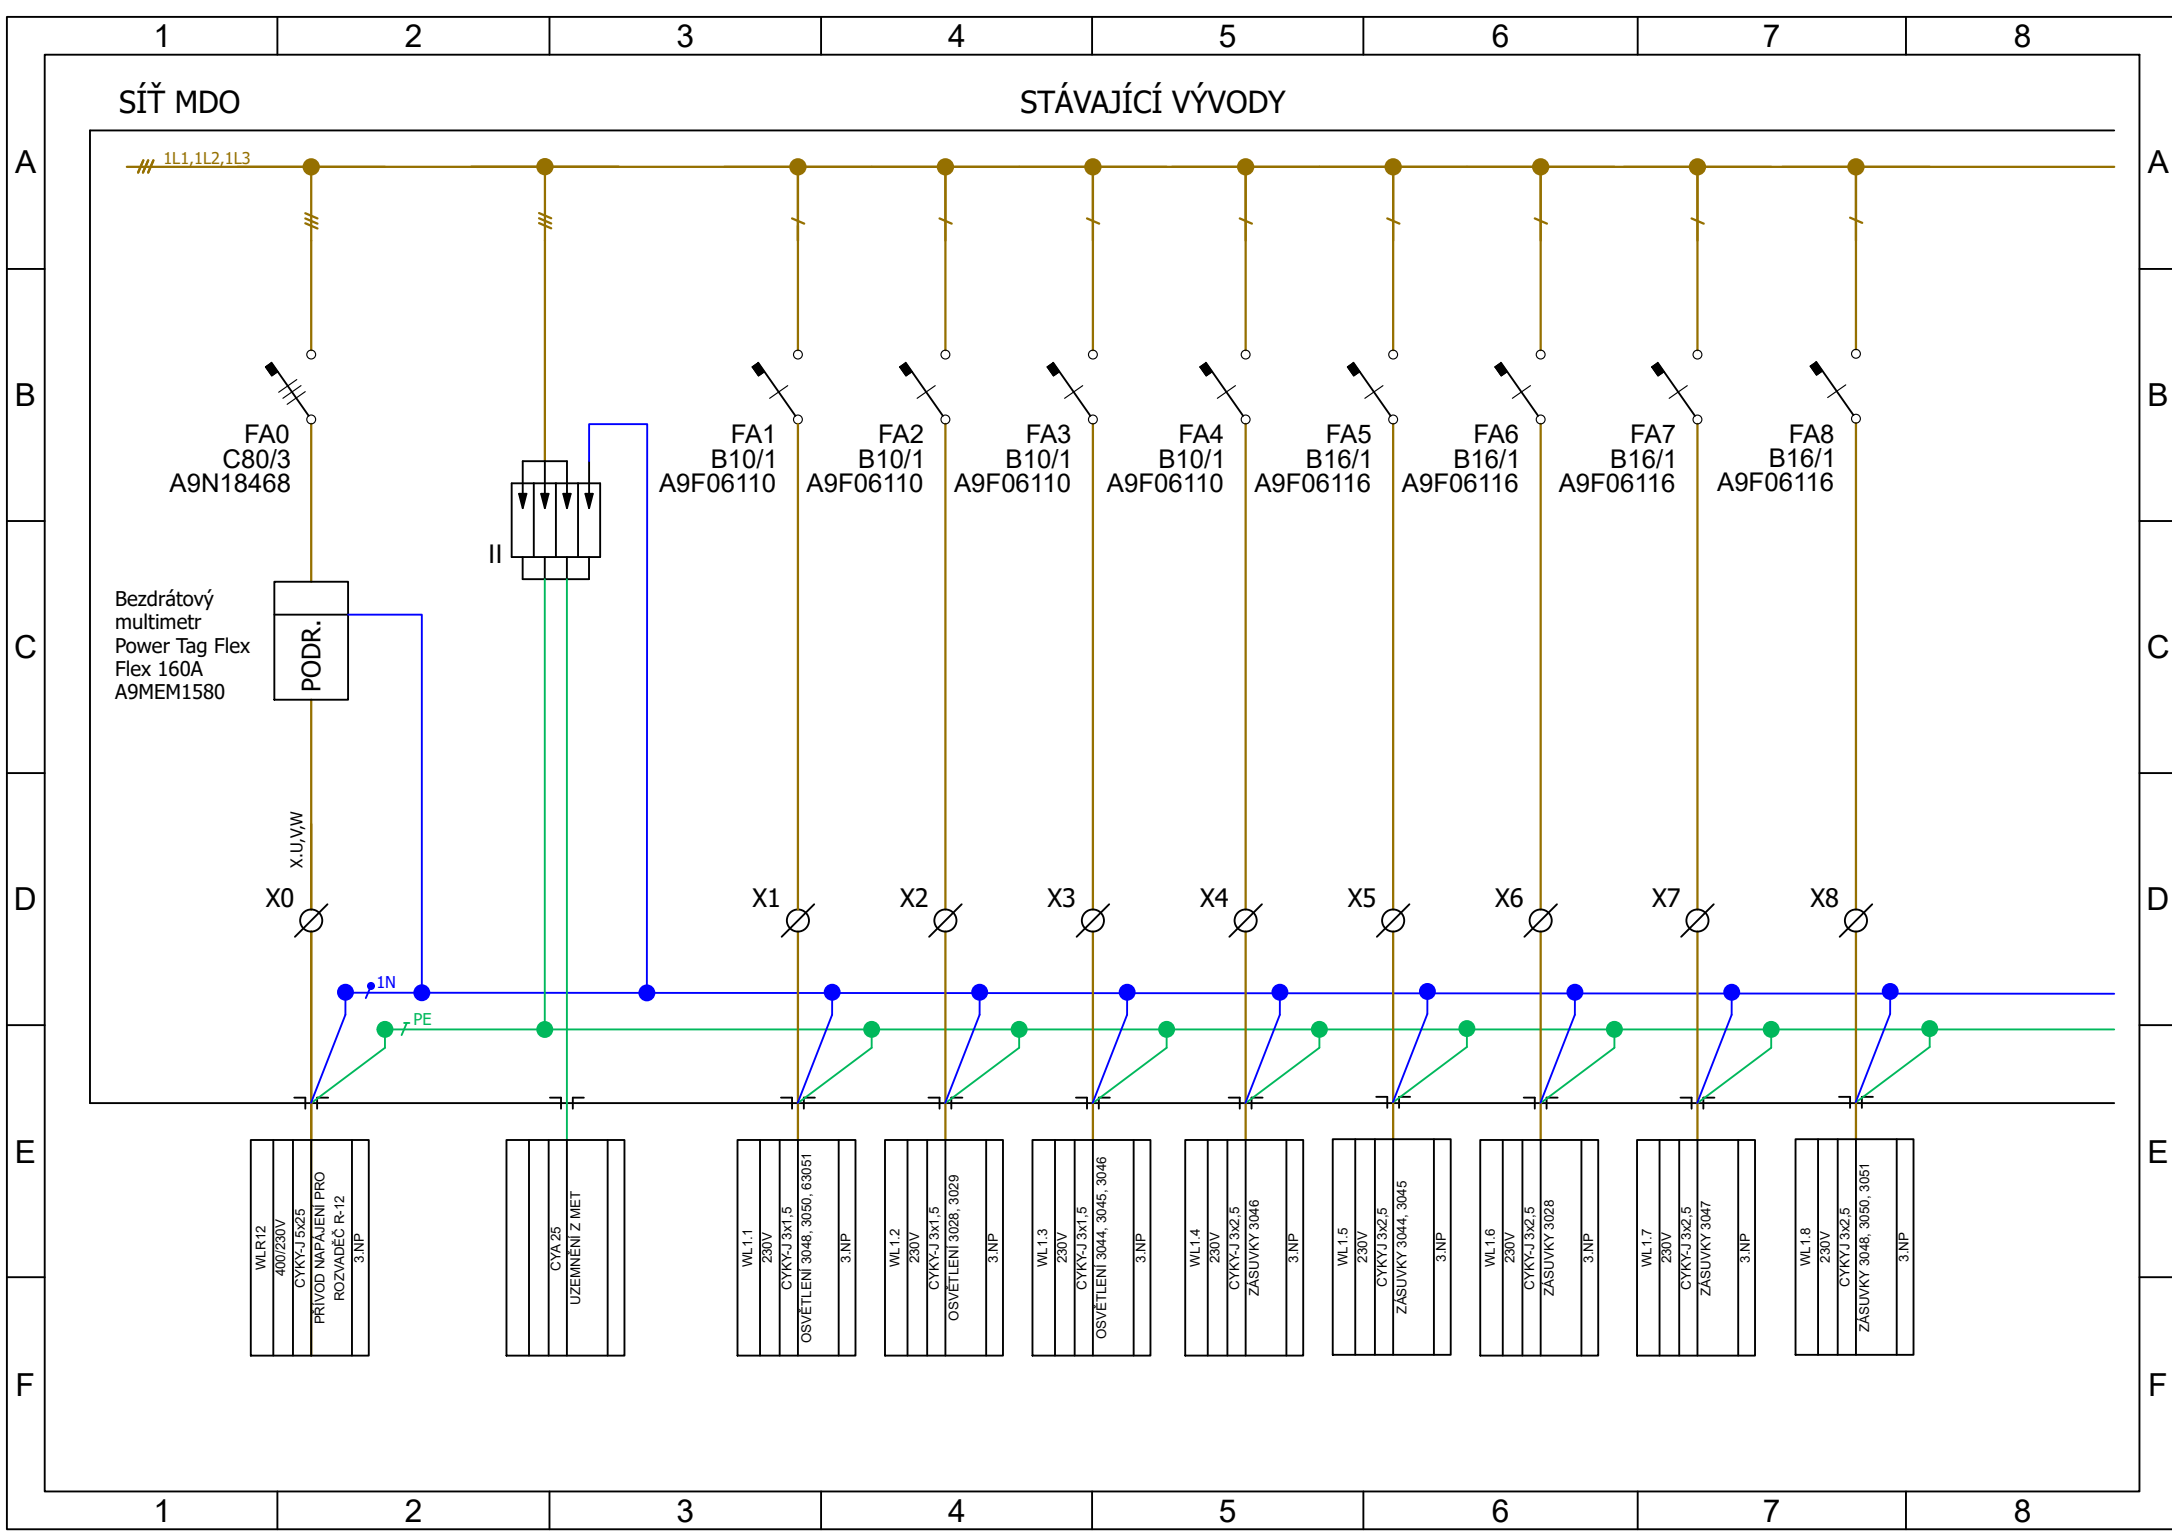 1 2 3 4 5 6 7 8
SÍŤ MDO
STÁVAJÍCÍ VÝVODY
A A
1L1,1L2,1L3
B B
FA0
C80/3
A9N18468
FA1
B10/1
A9F06110
FA2
B10/1
A9F06110
FA3
B10/1
A9F06110
FA4
B10/1
A9F06110
FA5
B16/1
A9F06116
FA6
B16/1
A9F06116
FA7
B16/1
A9F06116
FA8
B16/1
A9F06116
II
C C
Bezdrátový
multimetr
Power Tag Flex
Flex 160A
A9MEM1580
PODR.
X.U,V,W
D D
X0
X1
X2
X3
X4
X5
X6
X7
X8
1N
PE
E E
WLR12
400/230V
CYKY-J 5x25
PŘÍVOD NAPÁJENÍ PRO
ROZVADĚČ R-12
3.NP
CYA 25
UZEMNĚNÍ Z MET
WL1.1
230V
CYKY-J 3x1,5
OSVĚTLENÍ 3048, 3050, 63051
3.NP
WL1.2
230V
CYKY-J 3x1,5
OSVĚTLENÍ 3028, 3029
3.NP
WL1.3
230V
CYKY-J 3x1,5
OSVĚTLENÍ 3044, 3045, 3046
3.NP
WL1.4
230V
CYKY-J 3x2,5
ZÁSUVKY 3046
3.NP
WL1.5
230V
CYKY-J 3x2,5
ZÁSUVKY 3044, 3045
3.NP
WL1.6
230V
CYKY-J 3x2,5
ZÁSUVKY 3028
3.NP
WL1.7
230V
CYKY-J 3x2,5
ZÁSUVKY 3047
3.NP
WL1.8
230V
CYKY-J 3x2,5
ZÁSUVKY 3048, 3050, 3051
3.NP
F F
1 2 3 4 5 6 7 8